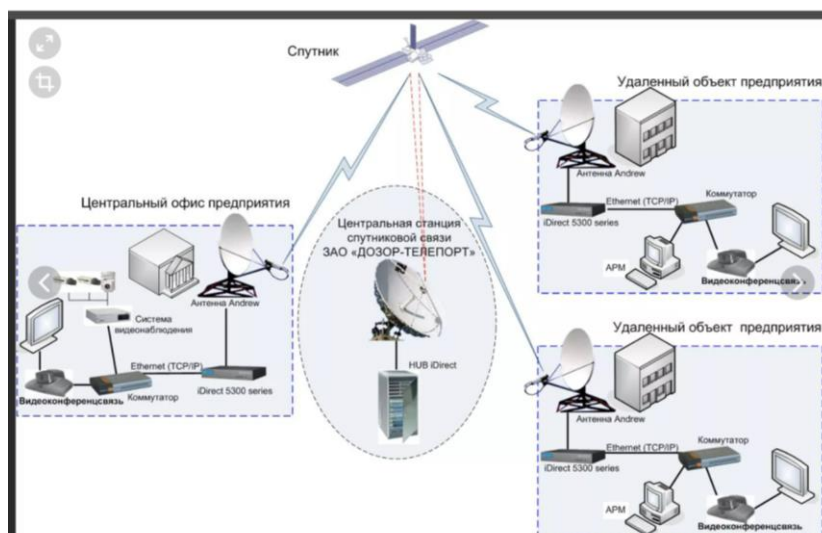 Спутник
Удаленный объект предприятия
Антенна Andrew
Коммутатор
Ethernet (TCP/IP)
iDirect 5300 series
АРМ
Видеоконференцсвязь
Центральный офис предприятия
Антенна Andrew
Система
видеонаблюдения
Ethernet (TCP/IP)
iDirect 5300 series
Коммутатор
Видеоконференцсвязь
Центральная станция
спутниковой связи
ЗАО «ДОЗОР-ТЕЛЕПОРТ»
HUB iDirect
Удаленный объект предприятия
Антенна Andrew
Коммутатор
Ethernet (TCP/IP)
iDirect 5300 series
АРМ
Видеоконференцсвязь